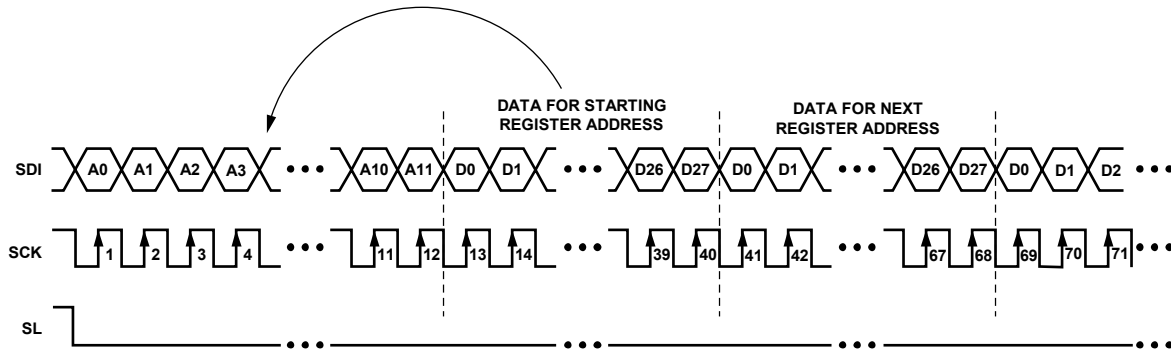 DATA FOR STARTING
REGISTER ADDRESS
DATA FOR NEXT
REGISTER ADDRESS
SDI A0 A1 A2 A3 ••• A10 A11 D0 D1 ••• D26 D27 D0 D1 ••• D26 D27 D0 D1 D2 •••
SCK 1 2 3 4 ••• 11 12 13 14 ••• 39 40 41 42 ••• 67 68 69 70 71 •••
SL ••• ••• ••• •••